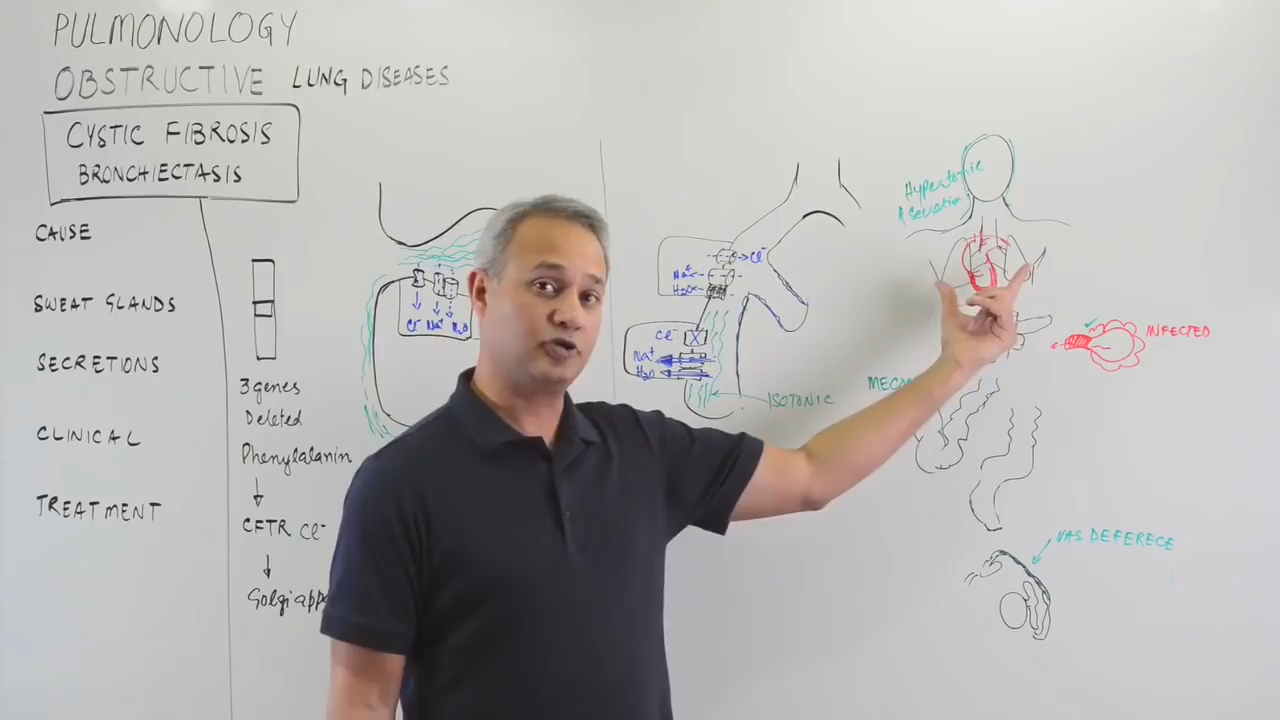 PULMONOLOGY
OBSTRUCTIVE LUNG DISEASES
CYSTIC FIBROSIS
BRONCHIECTASIS
CAUSE
SWEAT GLANDS
SECRETIONS
CLINICAL
TREATMENT
3 genes
Deleted
Phenylalanin
CFTR Cl-
Golgi app
Cl- Na+ H2O
Cl-
Na+
H2O
Cl-
Na+
H2O
ISOTONIC
Hypertonic
secretion
INFECTED
MECO
VAS DEFERECE